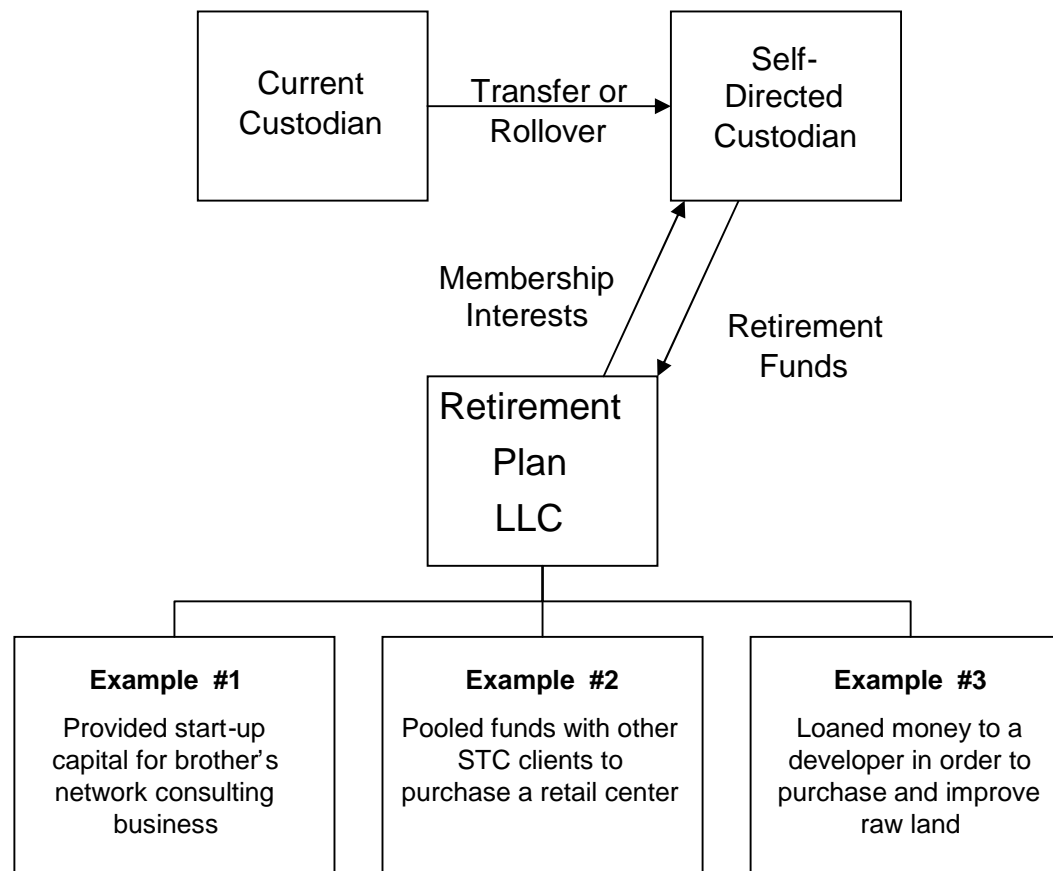 Current
Custodian
Transfer or
Rollover
Self-
Directed
Custodian
Membership
Interests
Retirement
Funds
Retirement
Plan
LLC
Example #1
Provided start-up
capital for brother’s
network consulting
business
Example #2
Pooled funds with other
STC clients to
purchase a retail center
Example #3
Loaned money to a
developer in order to
purchase and improve
raw land